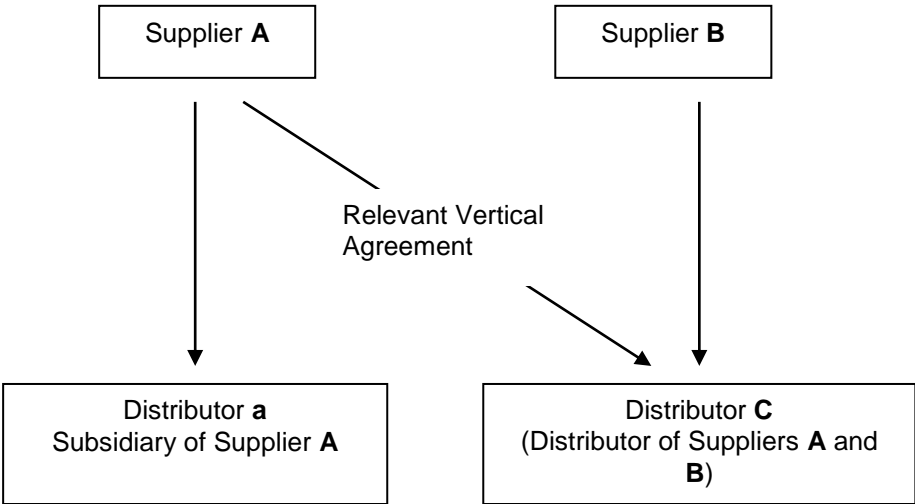 Supplier A
Supplier B
Relevant Vertical
Agreement
Distributor a
Subsidiary of Supplier A
Distributor C
(Distributor of Suppliers A and
B)